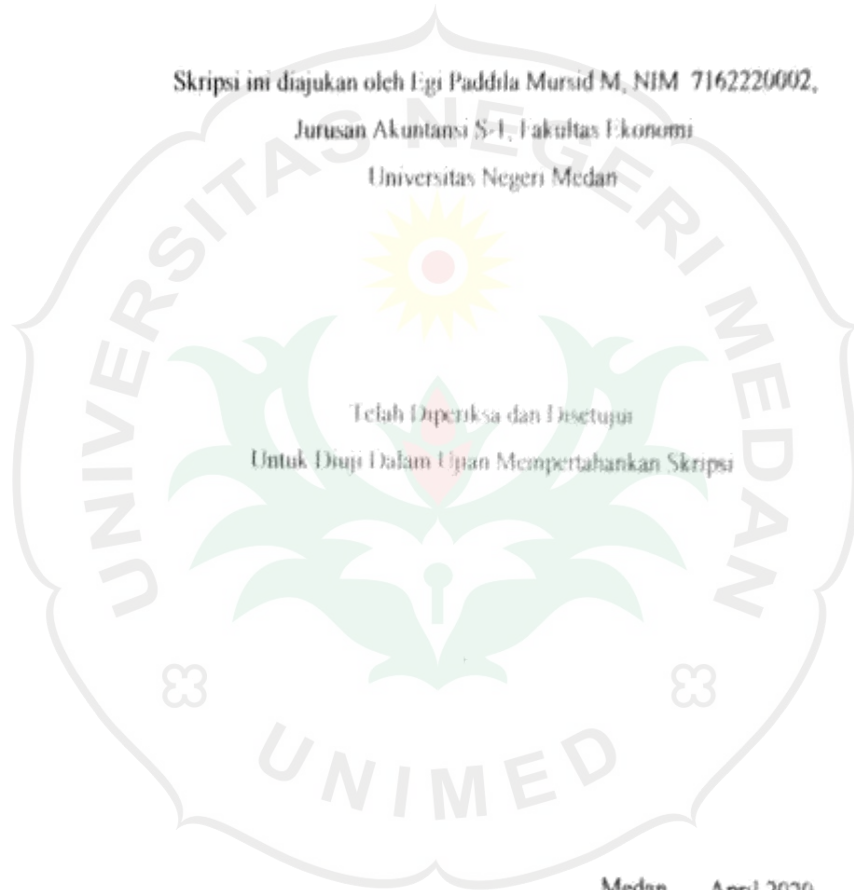 Skripsi ini diajukan oleh Egi Paddila Mursid M, NIM 7162220002,
Jurusan Akuntansi S-1, Fakultas Ekonomi
Universitas Negeri Medan
UNIVERSITAS NEGERI MEDAN
Telah Diperiksa dan Disetujui
Untuk Diuji Dalam Ujian Mempertahankan Skripsi
UNIMED
Medan, April 2020